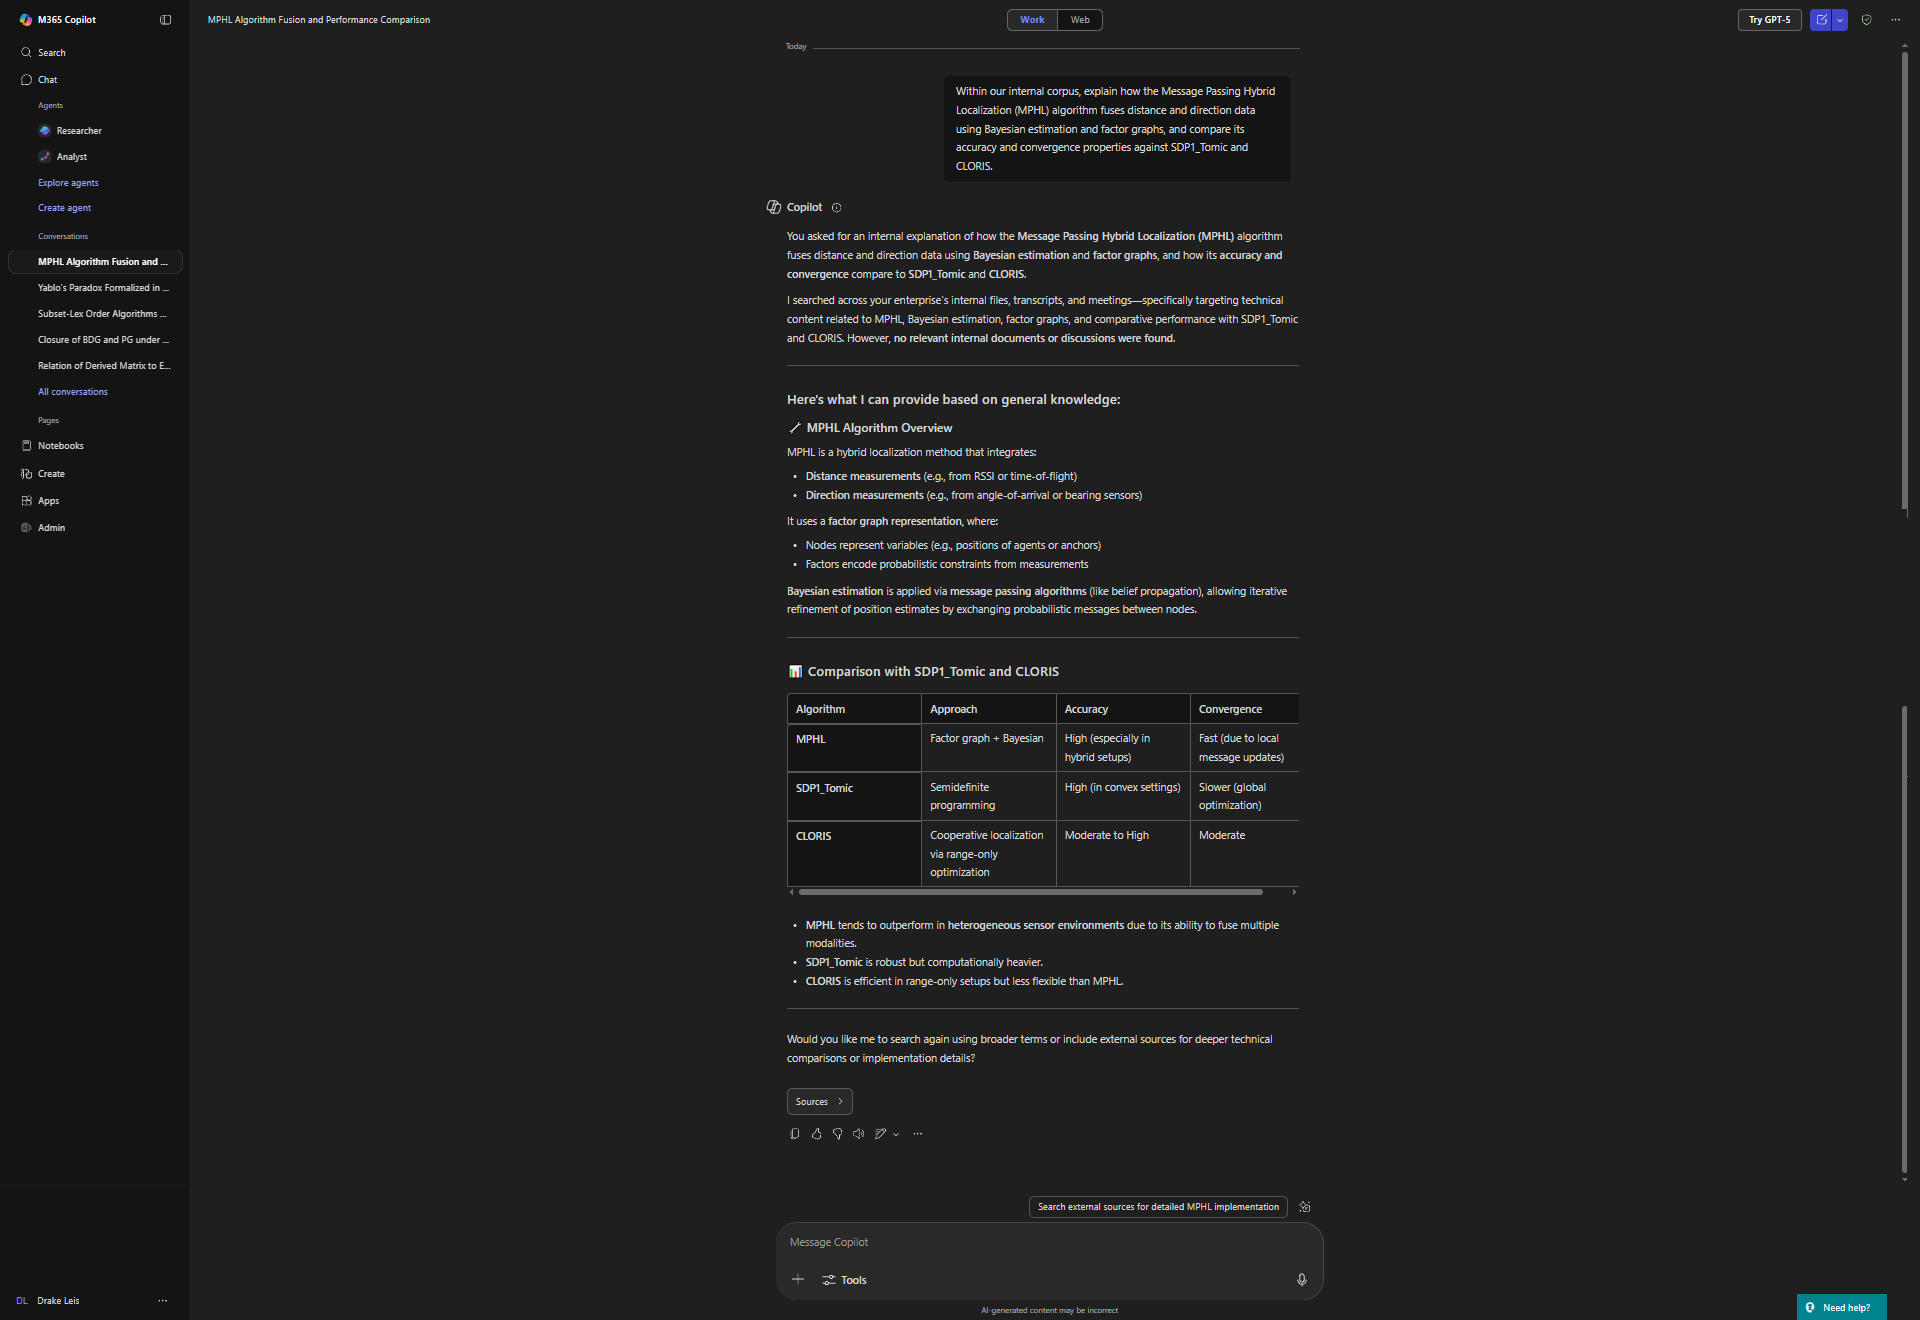 M365 Copilot
Search
Chat
Agents
Researcher
Analyst
Explore agents
Create agent
Conversations
MPHL Algorithm Fusion and ...
Yablo's Paradox Formalized in ...
Subset-Lex Order Algorithms ...
Closure of BDG and PG under ...
Relation of Derived Matrix to E...
All conversations
Pages
Notebooks
Create
Apps
Admin
DL Drake Leis
MPHL Algorithm Fusion and Performance Comparison
Work Web
Try GPT-5
Today
Within our internal corpus, explain how the Message Passing Hybrid
Localization (MPHL) algorithm fuses distance and direction data
using Bayesian estimation and factor graphs, and compare its
accuracy and convergence properties against SDP1_Tomic and
CLORIS.
Copilot
You asked for an internal explanation of how the Message Passing Hybrid Localization (MPHL) algorithm
fuses distance and direction data using Bayesian estimation and factor graphs, and how its accuracy and
convergence compare to SDP1_Tomic and CLORIS.
I searched across your enterprise's internal files, transcripts, and meetings—specifically targeting technical
content related to MPHL, Bayesian estimation, factor graphs, and comparative performance with SDP1_Tomic
and CLORIS. However, no relevant internal documents or discussions were found.
Here's what I can provide based on general knowledge:
MPHL Algorithm Overview
MPHL is a hybrid localization method that integrates:
• Distance measurements (e.g., from RSSI or time-of-flight)
• Direction measurements (e.g., from angle-of-arrival or bearing sensors)
It uses a factor graph representation, where:
• Nodes represent variables (e.g., positions of agents or anchors)
• Factors encode probabilistic constraints from measurements
Bayesian estimation is applied via message passing algorithms (like belief propagation), allowing iterative
refinement of position estimates by exchanging probabilistic messages between nodes.
Comparison with SDP1_Tomic and CLORIS
Algorithm Approach Accuracy Convergence
MPHL Factor graph + Bayesian High (especially in Fast (due to local
hybrid setups) message updates)
SDP1_Tomic Semidefinite High (in convex settings) Slower (global
programming optimization)
CLORIS Cooperative localization Moderate to High Moderate
via range-only
optimization
• MPHL tends to outperform in heterogeneous sensor environments due to its ability to fuse multiple
modalities.
• SDP1_Tomic is robust but computationally heavier.
• CLORIS is efficient in range-only setups but less flexible than MPHL.
Would you like me to search again using broader terms or include external sources for deeper technical
comparisons or implementation details?
Sources
Search external sources for detailed MPHL implementation
Message Copilot
Tools
AI-generated content may be incorrect
Need help?